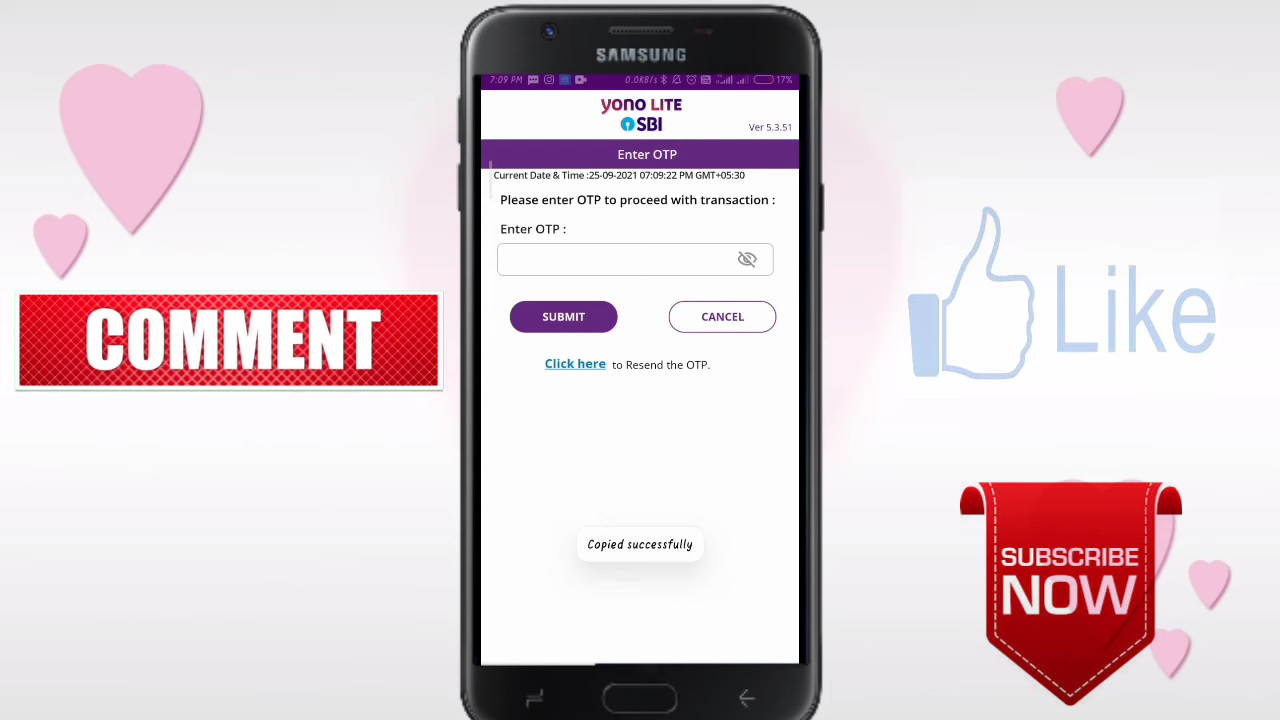 SAMSUNG
7:09 PM 0.0KB/s 17%
yono LITE
SBI
Ver 5.3.51
Enter OTP
Current Date & Time :25-09-2021 07:09:22 PM GMT+05:30
Please enter OTP to proceed with transaction :
Enter OTP :
SUBMIT CANCEL
Click here to Resend the OTP.
Copied successfully
COMMENT
Like
SUBSCRIBE
NOW